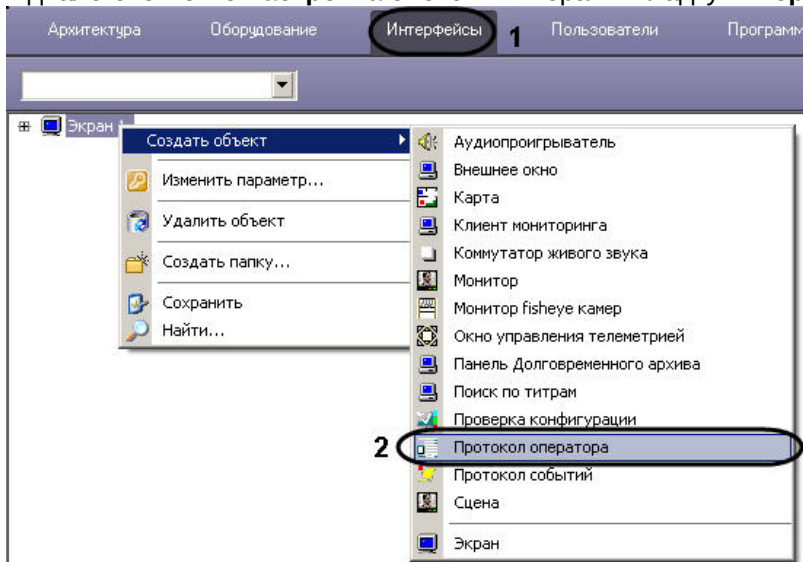 Архитектура Оборудование Интерфейсы 1 Пользователи Программ
Экран 1
Создать объект
Изменить параметр...
Удалить объект
Создать папку...
Сохранить
Найти...
Аудиопроигрыватель
Внешнее окно
Карта
Клиент мониторинга
Коммутатор живого звука
Монитор
Монитор fisheye камер
Окно управления телеметрией
Панель Долговременного архива
Поиск по титрам
Проверка конфигурации
2 Протокол оператора
Протокол событий
Сцена
Экран